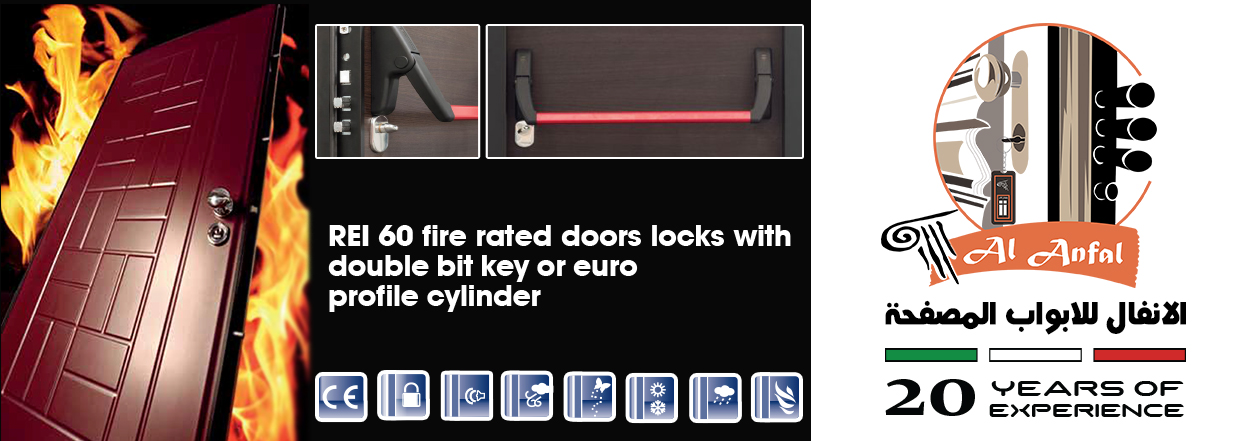 REI 60 fire rated doors locks with
double bit key or euro
profile cylinder
CE
Al Anfal
الانفال للابواب المصفحة
20 YEARS OF
EXPERIENCE